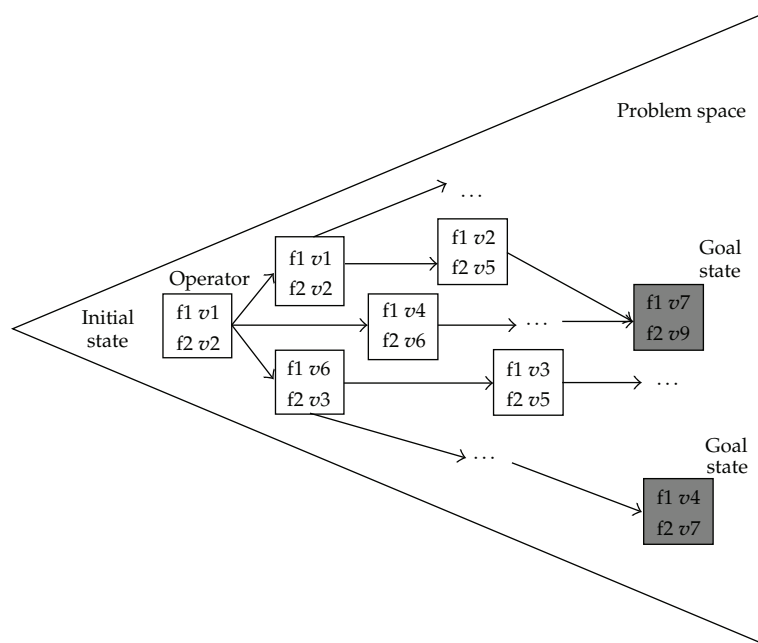 Problem space
…
f1 v1
f2 v2
f1 v2
f2 v5
Goal
state
Operator
Initial
state
f1 v1
f2 v2
f1 v4
f2 v6
…
f1 v7
f2 v9
f1 v6
f2 v3
f1 v3
f2 v5
…
…
Goal
state
f1 v4
f2 v7